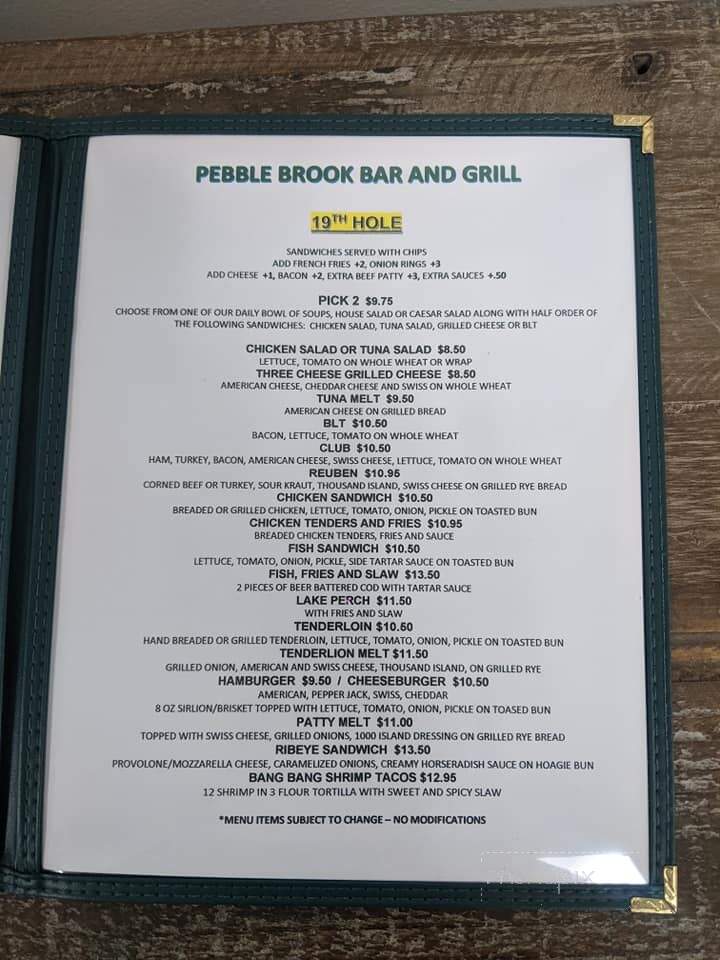 PEBBLE BROOK BAR AND GRILL
19TH HOLE
SANDWICHES SERVED WITH CHIPS
ADD FRENCH FRIES +2, ONION RINGS +3
ADD CHEESE +1, BACON +2, EXTRA BEEF PATTY +3, EXTRA SAUCES +.50
PICK 2 $9.75
CHOOSE FROM ONE OF OUR DAILY BOWL OF SOUPS, HOUSE SALAD OR CAESAR SALAD ALONG WITH HALF ORDER OF
THE FOLLOWING SANDWICHES: CHICKEN SALAD, TUNA SALAD, GRILLED CHEESE OR BLT
CHICKEN SALAD OR TUNA SALAD $8.50
LETTUCE, TOMATO ON WHOLE WHEAT OR WRAP
THREE CHEESE GRILLED CHEESE $8.50
AMERICAN CHEESE, CHEDDAR CHEESE AND SWISS ON WHOLE WHEAT
TUNA MELT $9.50
AMERICAN CHEESE ON GRILLED BREAD
BLT $10.50
BACON, LETTUCE, TOMATO ON WHOLE WHEAT
CLUB $10.50
HAM, TURKEY, BACON, AMERICAN CHEESE, SWISS CHEESE, LETTUCE, TOMATO ON WHOLE WHEAT
REUBEN $10.95
CORNED BEEF OR TURKEY, SOUR KRAUT, THOUSAND ISLAND, SWISS CHEESE ON GRILLED RYE BREAD
CHICKEN SANDWICH $10.50
BREADED OR GRILLED CHICKEN, LETTUCE, TOMATO, ONION, PICKLE ON TOASTED BUN
CHICKEN TENDERS AND FRIES $10.95
BREADED CHICKEN TENDERS, FRIES AND SAUCE
FISH SANDWICH $10.50
LETTUCE, TOMATO, ONION, PICKLE, SIDE TARTAR SAUCE ON TOASTED BUN
FISH, FRIES AND SLAW $13.50
2 PIECES OF BEER BATTERED COD WITH TARTAR SAUCE
LAKE PERCH $11.50
WITH FRIES AND SLAW
TENDERLOIN $10.50
HAND BREADED OR GRILLED TENDERLOIN, LETTUCE, TOMATO, ONION, PICKLE ON TOASTED BUN
TENDERLION MELT $11.50
GRILLED ONION, AMERICAN AND SWISS CHEESE, THOUSAND ISLAND, ON GRILLED RYE
HAMBURGER $9.50 / CHEESEBURGER $10.50
AMERICAN, PEPPER JACK, SWISS, CHEDDAR
8 OZ SIRLION/BRISKET TOPPED WITH LETTUCE, TOMATO, ONION, PICKLE ON TOASED BUN
PATTY MELT $11.00
TOPPED WITH SWISS CHEESE, GRILLED ONIONS, 1000 ISLAND DRESSING ON GRILLED RYE BREAD
RIBEYE SANDWICH $13.50
PROVOLONE/MOZZARELLA CHEESE, CARAMELIZED ONIONS, CREAMY HORSERADISH SAUCE ON HOAGIE BUN
BANG BANG SHRIMP TACOS $12.95
12 SHRIMP IN 3 FLOUR TORTILLA WITH SWEET AND SPICY SLAW
*MENU ITEMS SUBJECT TO CHANGE – NO MODIFICATIONS